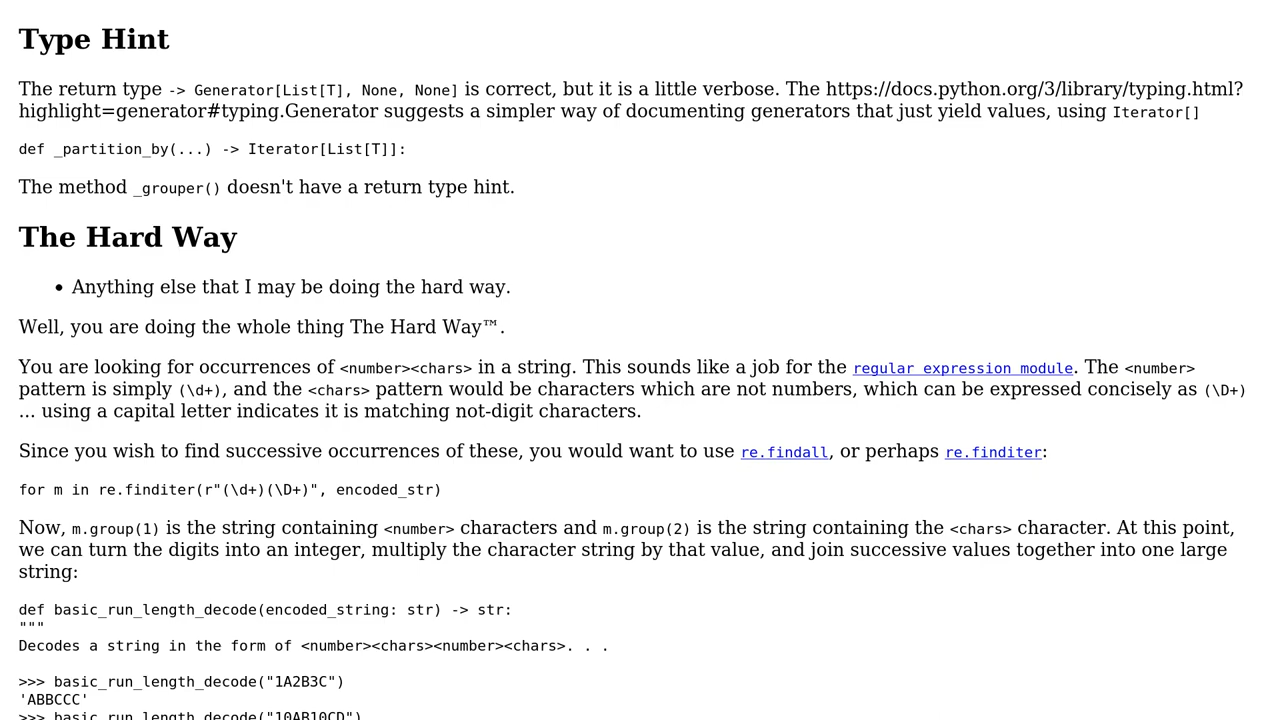 Type Hint
The return type -> Generator[List[T], None, None] is correct, but it is a little verbose. The https://docs.python.org/3/library/typing.html?
highlight=generator#typing.Generator suggests a simpler way of documenting generators that just yield values, using Iterator[]
def _partition_by(...) -> Iterator[List[T]]:
The method _grouper() doesn't have a return type hint.
The Hard Way
• Anything else that I may be doing the hard way.
Well, you are doing the whole thing The Hard Way™.
You are looking for occurrences of <number><chars> in a string. This sounds like a job for the regular expression module. The <number>
pattern is simply (\d+), and the <chars> pattern would be characters which are not numbers, which can be expressed concisely as (\D+)
... using a capital letter indicates it is matching not-digit characters.
Since you wish to find successive occurrences of these, you would want to use re.findall, or perhaps re.finditer:
for m in re.finditer(r"(\d+)(\D+)", encoded_str)
Now, m.group(1) is the string containing <number> characters and m.group(2) is the string containing the <chars> character. At this point,
we can turn the digits into an integer, multiply the character string by that value, and join successive values together into one large
string:
def basic_run_length_decode(encoded_string: str) -> str:
"""
Decodes a string in the form of <number><chars><number><chars>. . .
>>> basic_run_length_decode("1A2B3C")
'ABBCCC'
>>> basic_run_length_decode("10AB10CD")